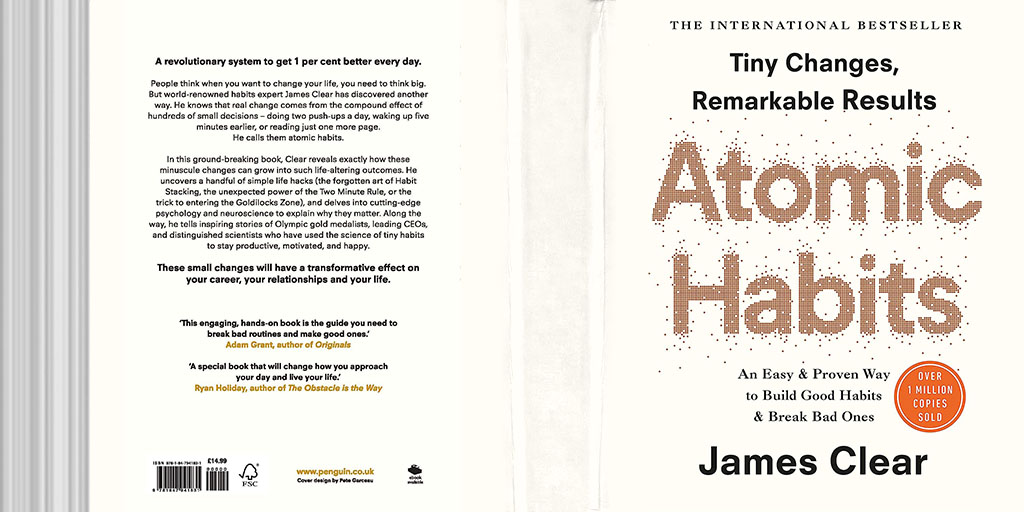 A revolutionary system to get 1 per cent better every day.
People think when you want to change your life, you need to think big.
But world-renowned habits expert James Clear has discovered another
way. He knows that real change comes from the compound effect of
hundreds of small decisions – doing two push-ups a day, waking up five
minutes earlier, or reading just one more page.
He calls them atomic habits.
In this ground-breaking book, Clear reveals exactly how these
minuscule changes can grow into such life-altering outcomes. He
uncovers a handful of simple life hacks (the forgotten art of Habit
Stacking, the unexpected power of the Two Minute Rule, or the
trick to entering the Goldilocks Zone), and delves into cutting-edge
psychology and neuroscience to explain why they matter. Along the
way, he tells inspiring stories of Olympic gold medalists, leading CEOs,
and distinguished scientists who have used the science of tiny habits
to stay productive, motivated, and happy.
These small changes will have a transformative effect on
your career, your relationships and your life.
‘This engaging, hands-on book is the guide you need to
break bad routines and make good ones.’
Adam Grant, author of Originals
‘A special book that will change how you approach
your day and live your life.’
Ryan Holiday, author of The Obstacle is the Way
£14.99
90000
FSC
www.penguin.co.uk
Cover design by Pete Garceau
ebook
available
THE INTERNATIONAL BESTSELLER
Tiny Changes,
Remarkable Results
Atomic
Habits
An Easy & Proven Way
to Build Good Habits
& Break Bad Ones
OVER
1 MILLION
COPIES
SOLD
James Clear